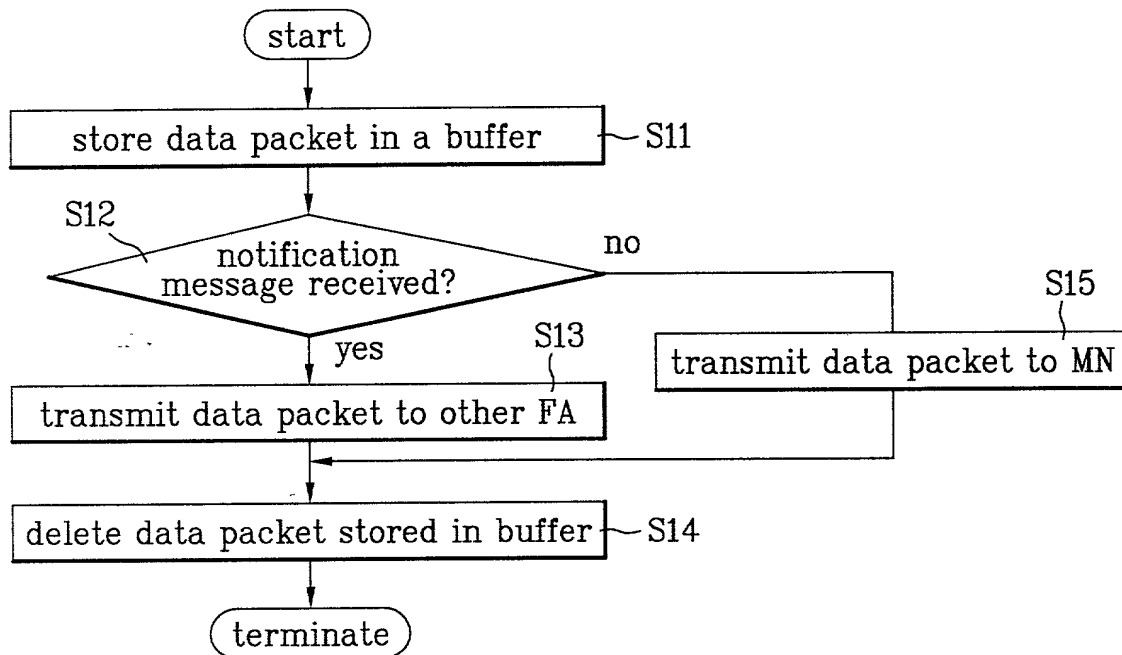 start
store data packet in a buffer
S11
S12
notification
message received?
no
yes
S13
S15
transmit data packet to other FA
transmit data packet to MN
delete data packet stored in buffer
S14
terminate